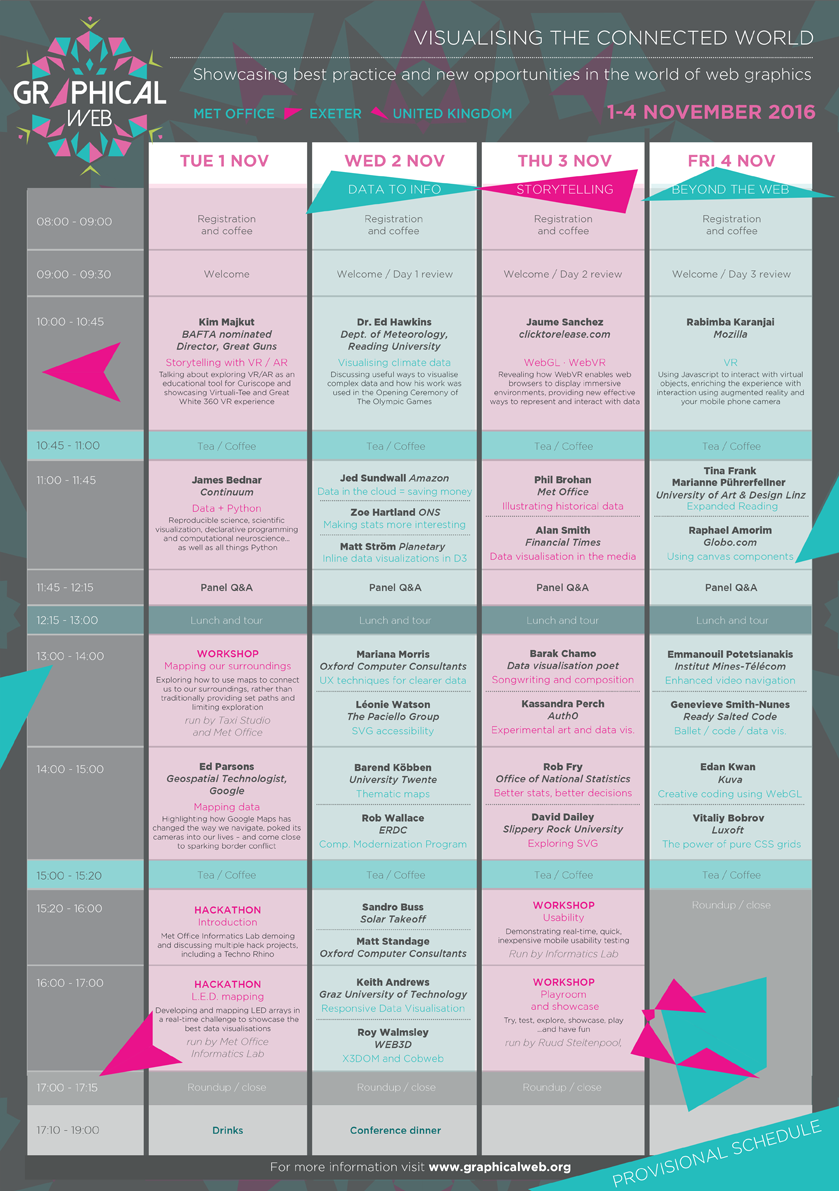 GRAPHICAL
WEB
VISUALISING THE CONNECTED WORLD
Showcasing best practice and new opportunities in the world of web graphics
MET OFFICE EXETER UNITED KINGDOM
1-4 NOVEMBER 2016
TUE 1 NOV
WED 2 NOV
THU 3 NOV
FRI 4 NOV
DATA TO INFO
STORYTELLING
BEYOND THE WEB
08:00 - 09:00
Registration
and coffee
Registration
and coffee
Registration
and coffee
Registration
and coffee
09:00 - 09:30
Welcome
Welcome / Day 1 review
Welcome / Day 2 review
Welcome / Day 3 review
10:00 - 10:45
Kim Majkut
BAFTA nominated
Director, Great Guns
Storytelling with VR / AR
Talking about exploring VR/AR as an
educational tool for Curiscope and
showcasing Virtuali-Tee and Great
White 360 VR experience
Dr. Ed Hawkins
Dept. of Meteorology,
Reading University
Visualising climate data
Discussing useful ways to visualise
complex data and how his work was
used in the Opening Ceremony of
The Olympic Games
Jaume Sanchez
clicktorelease.com
WebGL - WebVR
Revealing how WebVR enables web
browsers to display immersive
environments, providing new effective
ways to represent and interact with data
Rabimba Karanjai
Mozilla
VR
Using Javascript to interact with virtual
objects, enriching the experience with
interaction using augmented reality and
your mobile phone camera
10:45 - 11:00
Tea / Coffee
Tea / Coffee
Tea / Coffee
Tea / Coffee
11:00 - 11:45
James Bednar
Continuum
Data + Python
Reproducible science, scientific
visualization, declarative programming
and computational neuroscience...
as well as all things Python
Jed Sundwall Amazon
Data in the cloud = saving money
Zoe Hartland ONS
Making stats more interesting
Matt Ström Planetary
Inline data visualizations in D3
Phil Brohan
Met Office
Illustrating historical data
Alan Smith
Financial Times
Data visualisation in the media
Tina Frank
Marianne Pührerfellner
University of Art & Design Linz
Expanded Reading
Raphael Amorim
Globo.com
Using canvas components
11:45 - 12:15
Panel Q&A
Panel Q&A
Panel Q&A
Panel Q&A
12:15 - 13:00
Lunch and tour
Lunch and tour
Lunch and tour
Lunch and tour
13:00 - 14:00
WORKSHOP
Mapping our surroundings
Exploring how to use maps to connect
us to our surroundings, rather than
traditionally providing set paths and
limiting exploration
run by Taxi Studio
and Met Office
Mariana Morris
Oxford Computer Consultants
UX techniques for clearer data
Léonie Watson
The Paciello Group
SVG accessibility
Barak Chamo
Data visualisation poet
Songwriting and composition
Kassandra Perch
Auth0
Experimental art and data vis.
Emmanouil Potetsianakis
Institut Mines-Télécom
Enhanced video navigation
Genevieve Smith-Nunes
Ready Salted Code
Ballet / code / data vis.
14:00 - 15:00
Ed Parsons
Geospatial Technologist,
Google
Mapping data
Highlighting how Google Maps has
changed the way we navigate, poked its
cameras into our lives – and come close
to sparking border conflict
Barend Köbben
University Twente
Thematic maps
Rob Wallace
ERDC
Comp. Modernization Program
Rob Fry
Office of National Statistics
Better stats, better decisions
David Dailey
Slippery Rock University
Exploring SVG
Edan Kwan
Kuva
Creative coding using WebGL
Vitaliy Bobrov
Luxoft
The power of pure CSS grids
15:00 - 15:20
Tea / Coffee
Tea / Coffee
Tea / Coffee
Tea / Coffee
15:20 - 16:00
HACKATHON
Introduction
Met Office Informatics Lab demoing
and discussing multiple hack projects,
including a Techno Rhino
Sandro Buss
Solar Takeoff
Matt Standage
Oxford Computer Consultants
WORKSHOP
Usability
Demonstrating real-time, quick,
inexpensive mobile usability testing
Run by Informatics Lab
Roundup / close
16:00 - 17:00
HACKATHON
L.E.D. mapping
Developing and mapping LED arrays in
a real-time challenge to showcase the
best data visualisations
run by Met Office
Informatics Lab
Keith Andrews
Graz University of Technology
Responsive Data Visualisation
Roy Walmsley
WEB3D
X3DOM and Cobweb
WORKSHOP
Playroom
and showcase
Try, test, explore, showcase, play
...and have fun
run by Ruud Steltenpool,
17:00 - 17:15
Roundup / close
Roundup / close
Roundup / close
17:10 - 19:00
Drinks
Conference dinner
For more information visit www.graphicalweb.org
PROVISIONAL SCHEDULE